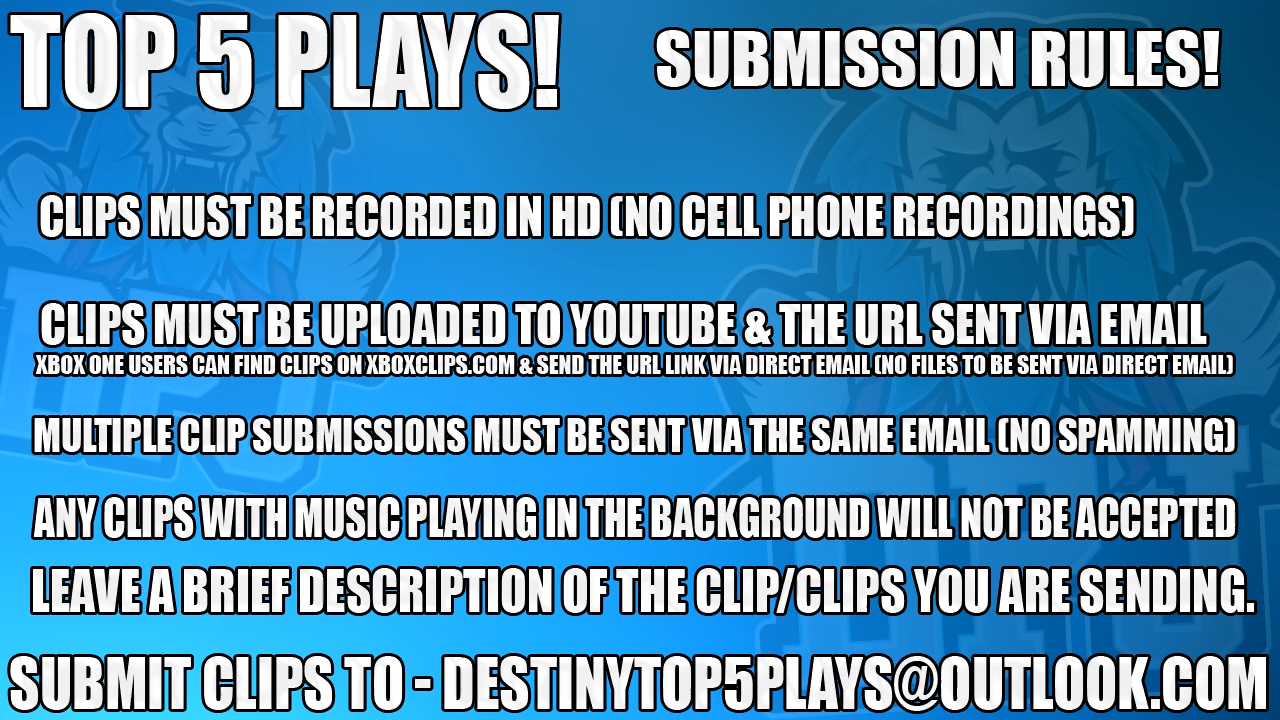 TOP 5 PLAYS!
SUBMISSION RULES!
CLIPS MUST BE RECORDED IN HD (NO CELL PHONE RECORDINGS)
CLIPS MUST BE UPLOADED TO YOUTUBE & THE URL SENT VIA EMAIL
XBOX ONE USERS CAN FIND CLIPS ON XBOXCLIPS.COM & SEND THE URL LINK VIA DIRECT EMAIL (NO FILES TO BE SENT VIA DIRECT EMAIL)
MULTIPLE CLIP SUBMISSIONS MUST BE SENT VIA THE SAME EMAIL (NO SPAMMING)
ANY CLIPS WITH MUSIC PLAYING IN THE BACKGROUND WILL NOT BE ACCEPTED
LEAVE A BRIEF DESCRIPTION OF THE CLIP/CLIPS YOU ARE SENDING.
SUBMIT CLIPS TO - DESTINYTOP5PLAYS@OUTLOOK.COM